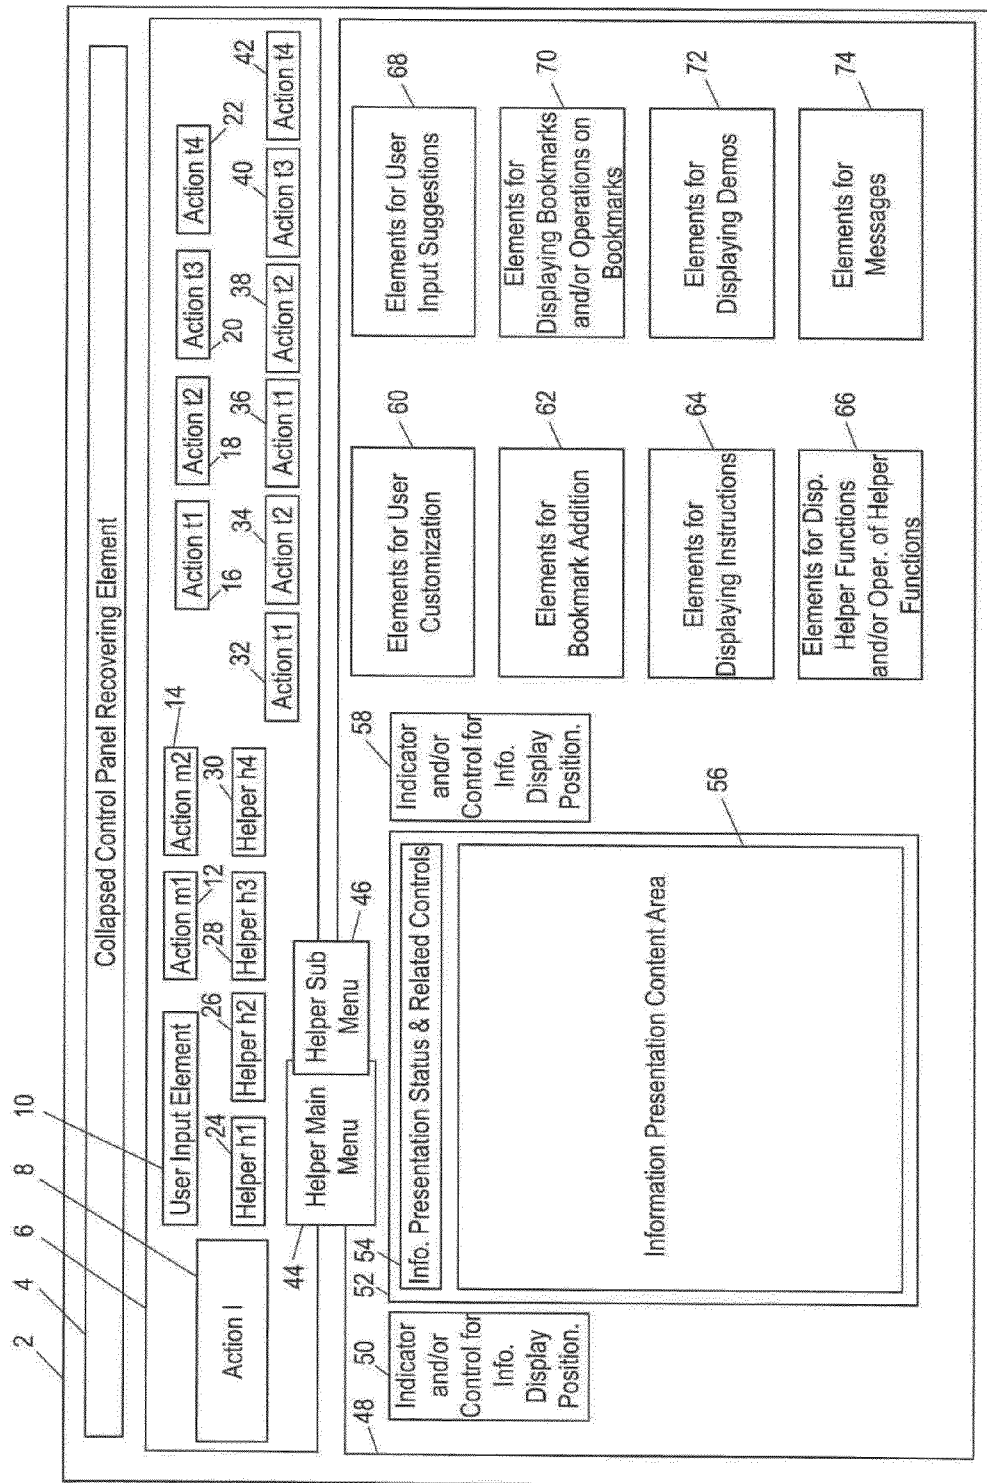 2
4
6
8
10
Collapsed Control Panel Recovering Element
Action I
User Input Element
Action m1
12
Action m2
14
Action t1
16
Action t2
18
Action t3
20
Action t4
22
24
Helper h1
26
Helper h2
28
Helper h3
30
Helper h4
32
Action t1
34
Action t2
36
Action t1
38
Action t2
40
Action t3
42
Action t4
44
Helper Main
Menu
Helper Sub
Menu
46
48
50
Indicator
and/or
Control for
Info.
Display
Position.
52
54
Info. Presentation Status & Related Controls
Information Presentation Content Area
56
58
Indicator
and/or
Control for
Info.
Display
Position.
60
Elements for User
Customization
62
Elements for
Bookmark Addition
64
Elements for
Displaying Instructions
66
Elements for Disp.
Helper Functions
and/or Oper. of Helper
Functions
68
Elements for User
Input Suggestions
70
Elements for
Displaying Bookmarks
and/or Operations on
Bookmarks
72
Elements for
Displaying Demos
74
Elements for
Messages